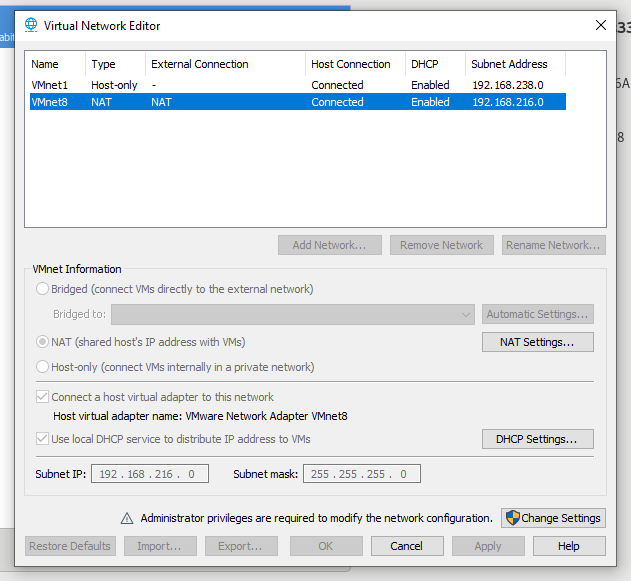 Virtual Network Editor
Name Type External Connection Host Connection DHCP Subnet Address
VMnet1 Host-only - Connected Enabled 192.168.238.0
VMnet8 NAT NAT Connected Enabled 192.168.216.0
Add Network... Remove Network Rename Network...
VMnet Information
Bridged (connect VMs directly to the external network)
Bridged to: Automatic Settings...
NAT (shared host's IP address with VMs) NAT Settings...
Host-only (connect VMs internally in a private network)
Connect a host virtual adapter to this network
Host virtual adapter name: VMware Network Adapter VMnet8
Use local DHCP service to distribute IP address to VMs DHCP Settings...
Subnet IP: 192 . 168 . 216 . 0 Subnet mask: 255 . 255 . 255 . 0
Administrator privileges are required to modify the network configuration. Change Settings
Restore Defaults Import... Export... OK Cancel Apply Help